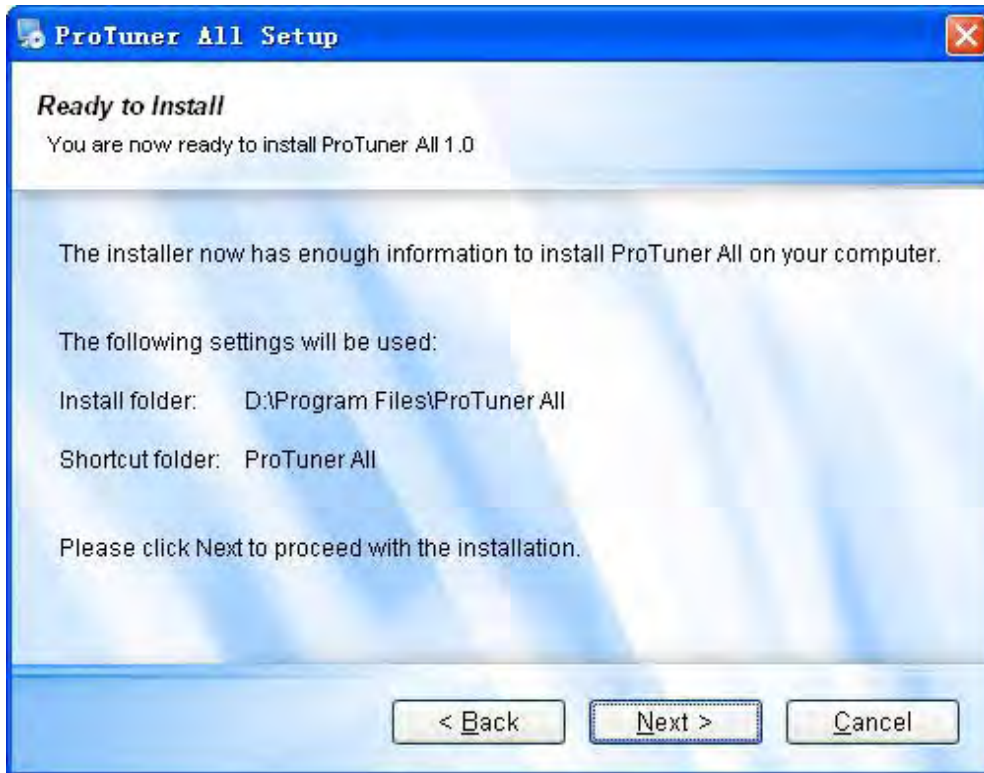 ProTuner All Setup
Ready to Install
You are now ready to install ProTuner All 1.0
The installer now has enough information to install ProTuner All on your computer.
The following settings will be used:
Install folder: D:\Program Files\ProTuner All
Shortcut folder: ProTuner All
Please click Next to proceed with the installation.
< Back Next > Cancel